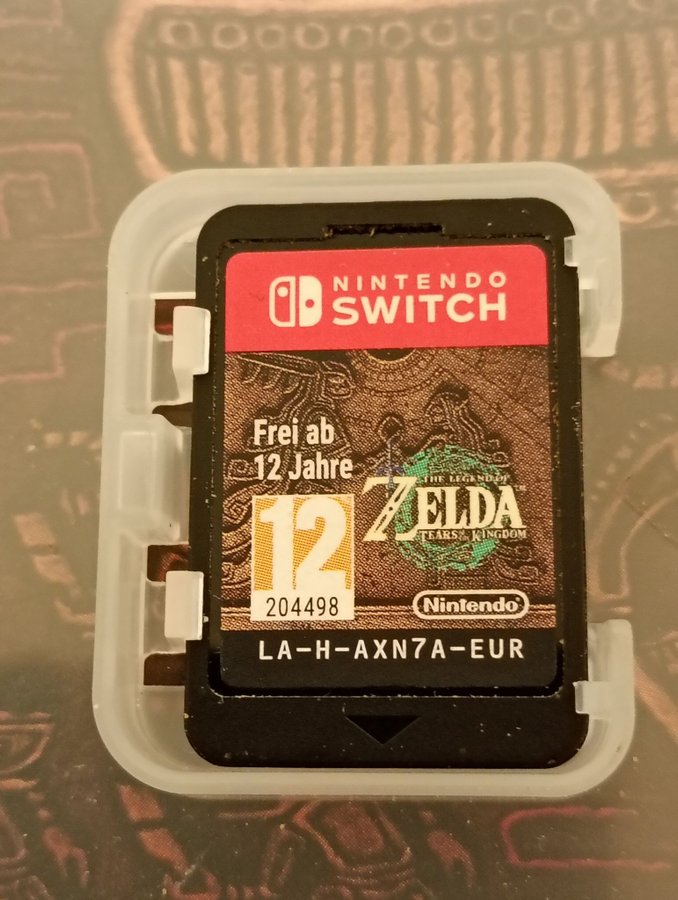 NINTENDO
SWITCH
Frei ab
12 Jahre
12
204498
THE LEGEND OF
ZELDA™
TEARS OF THE KINGDOM
Nintendo®
LA-H-AXN7A-EUR